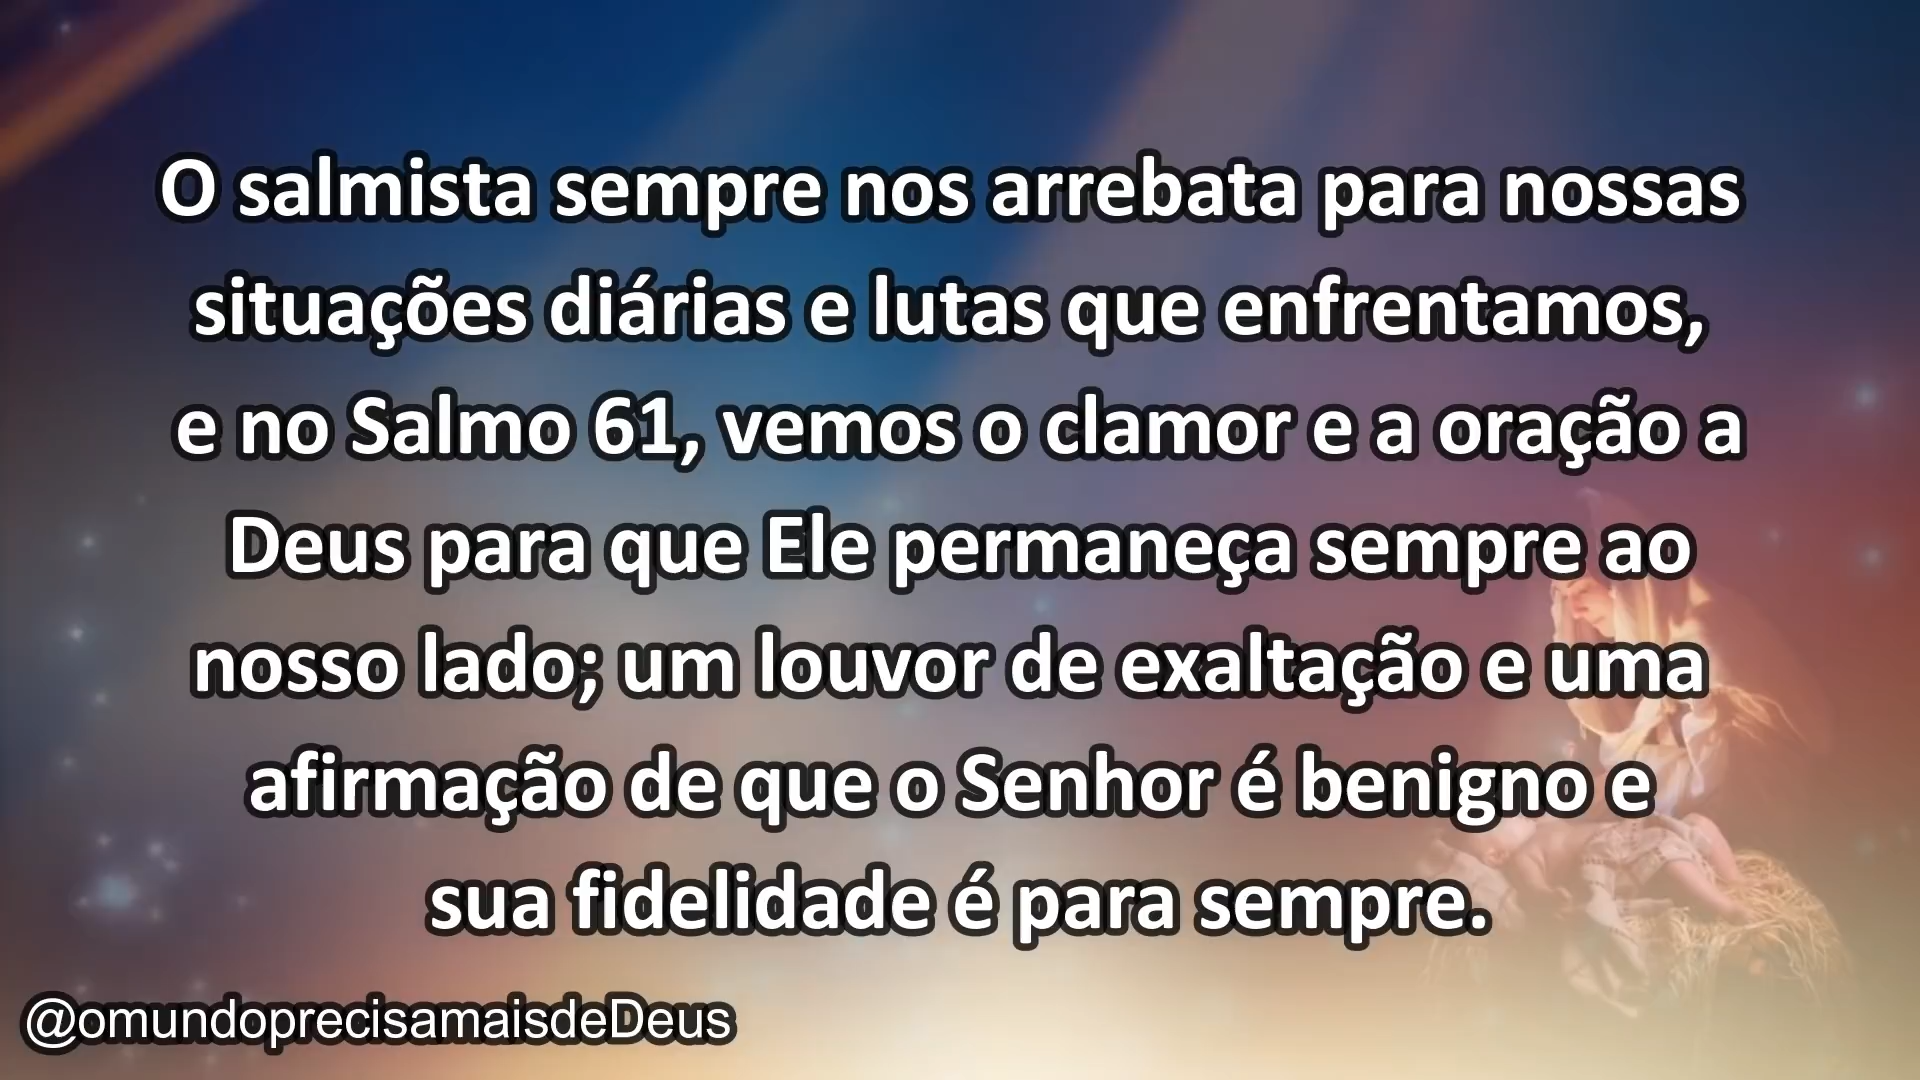 O salmista sempre nos arrebata para nossas
situações diárias e lutas que enfrentamos,
e no Salmo 61, vemos o clamor e a oração a
Deus para que Ele permaneça sempre ao
nosso lado; um louvor de exaltação e uma
afirmação de que o Senhor é benigno e
sua fidelidade é para sempre.
@omundoprecisamaisdeDeus